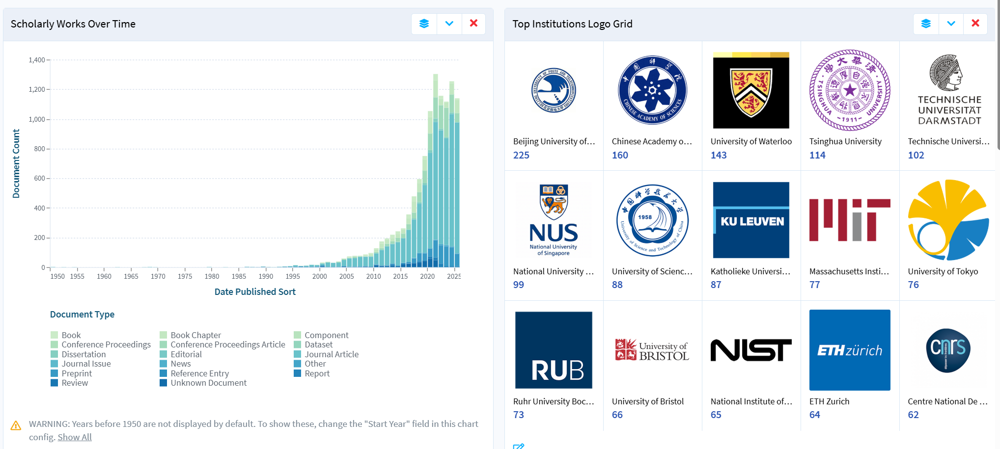 Scholarly Works Over Time
1,400
1,200
1,000
800
600
400
200
0
Document Count
1950 1955 1960 1965 1970 1975 1980 1985 1990 1995 2000 2005 2010 2015 2020 2025
Date Published Sort
Document Type
Book Book Chapter Component
Conference Proceedings Conference Proceedings Article Dataset
Dissertation Editorial Journal Article
Journal Issue News Other
Preprint Reference Entry Report
Review Unknown Document
WARNING: Years before 1950 are not displayed by default. To show these, change the "Start Year" field in this chart
config. Show All
Top Institutions Logo Grid
CHINESE ACADEMY OF SCIENCES
TSINGHUA UNIVERSITY
-1911-
TECHNISCHE
UNIVERSITÄT
DARMSTADT
Beijing University of... Chinese Academy o... University of Waterloo Tsinghua University Technische Universi...
225 160 143 114 102
NUS
National University
of Singapore
1958
University of Science and Technology of China
KU LEUVEN
MIT
National University ... University of Scienc... Katholieke Universi... Massachusetts Insti... University of Tokyo
99 88 87 77 76
RUB
University of
BRISTOL
NIST
ETH zürich
cnrs
Ruhr University Boc... University of Bristol National Institute of... ETH Zurich Centre National De ...
73 66 65 64 62